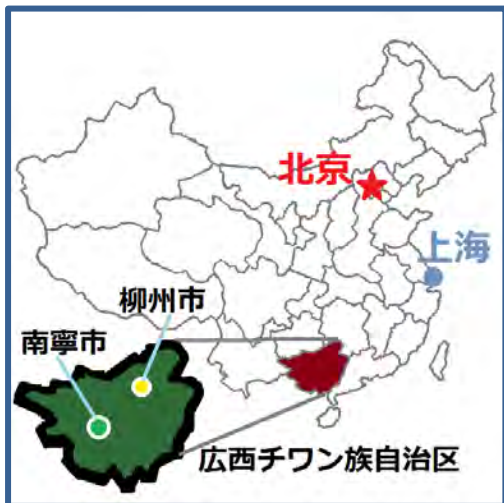 北京
上海
柳州市
南寧市
広西チワン族自治区